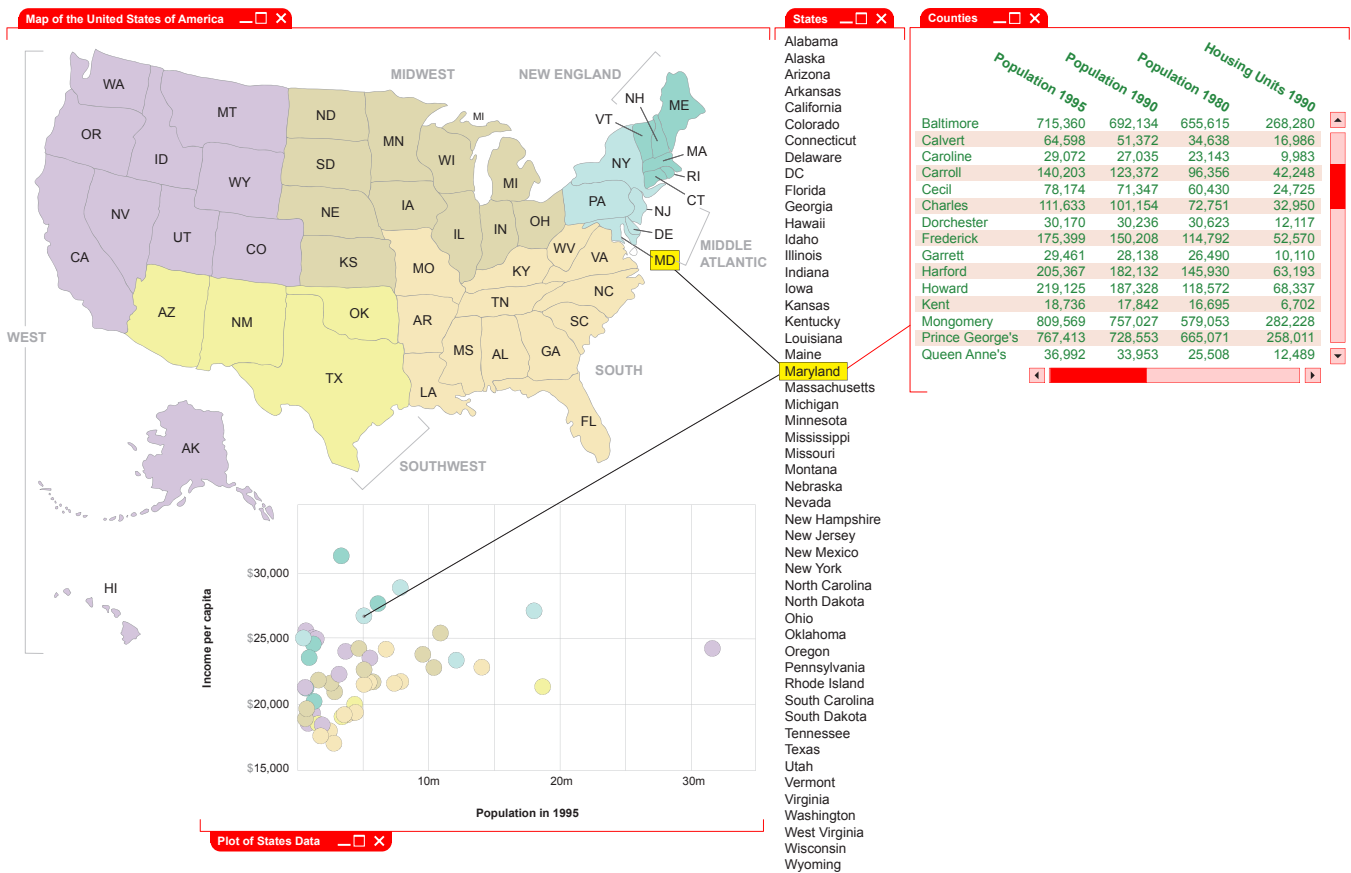 Map of the United States of America
WA
OR
CA
NV
ID
MT
WY
UT
CO
AK
HI
WEST
MIDWEST
ND
SD
NE
KS
MN
IA
WI
MI
MI
IL
IN
OH
NEW ENGLAND
NH
VT
ME
MA
RI
CT
NY
PA
NJ
DE
MD
MIDDLE
ATLANTIC
AZ
NM
OK
TX
SOUTHWEST
MO
AR
LA
KY
TN
MS
AL
GA
WV
VA
NC
SC
FL
SOUTH
Income per capita
$30,000
$25,000
$20,000
$15,000
10m
20m
30m
Population in 1995
Plot of States Data
States
Alabama
Alaska
Arizona
Arkansas
California
Colorado
Connecticut
Delaware
DC
Florida
Georgia
Hawaii
Idaho
Illinois
Indiana
Iowa
Kansas
Kentucky
Louisiana
Maine
Maryland
Massachusetts
Michigan
Minnesota
Mississippi
Missouri
Montana
Nebraska
Nevada
New Hampshire
New Jersey
New Mexico
New York
North Carolina
North Dakota
Ohio
Oklahoma
Oregon
Pennsylvania
Rhode Island
South Carolina
South Dakota
Tennessee
Texas
Utah
Vermont
Virginia
Washington
West Virginia
Wisconsin
Wyoming
Counties
Population 1995
Population 1990
Population 1980
Housing Units 1990
Baltimore 715,360 692,134 655,615 268,280
Calvert 64,598 51,372 34,638 16,986
Caroline 29,072 27,035 23,143 9,983
Carroll 140,203 123,372 96,356 42,248
Cecil 78,174 71,347 60,430 24,725
Charles 111,633 101,154 72,751 32,950
Dorchester 30,170 30,236 30,623 12,117
Frederick 175,399 150,208 114,792 52,570
Garrett 29,461 28,138 26,490 10,110
Harford 205,367 182,132 145,930 63,193
Howard 219,125 187,328 118,572 68,337
Kent 18,736 17,842 16,695 6,702
Mongomery 809,569 757,027 579,053 282,228
Prince George's 767,413 728,553 665,071 258,011
Queen Anne's 36,992 33,953 25,508 12,489